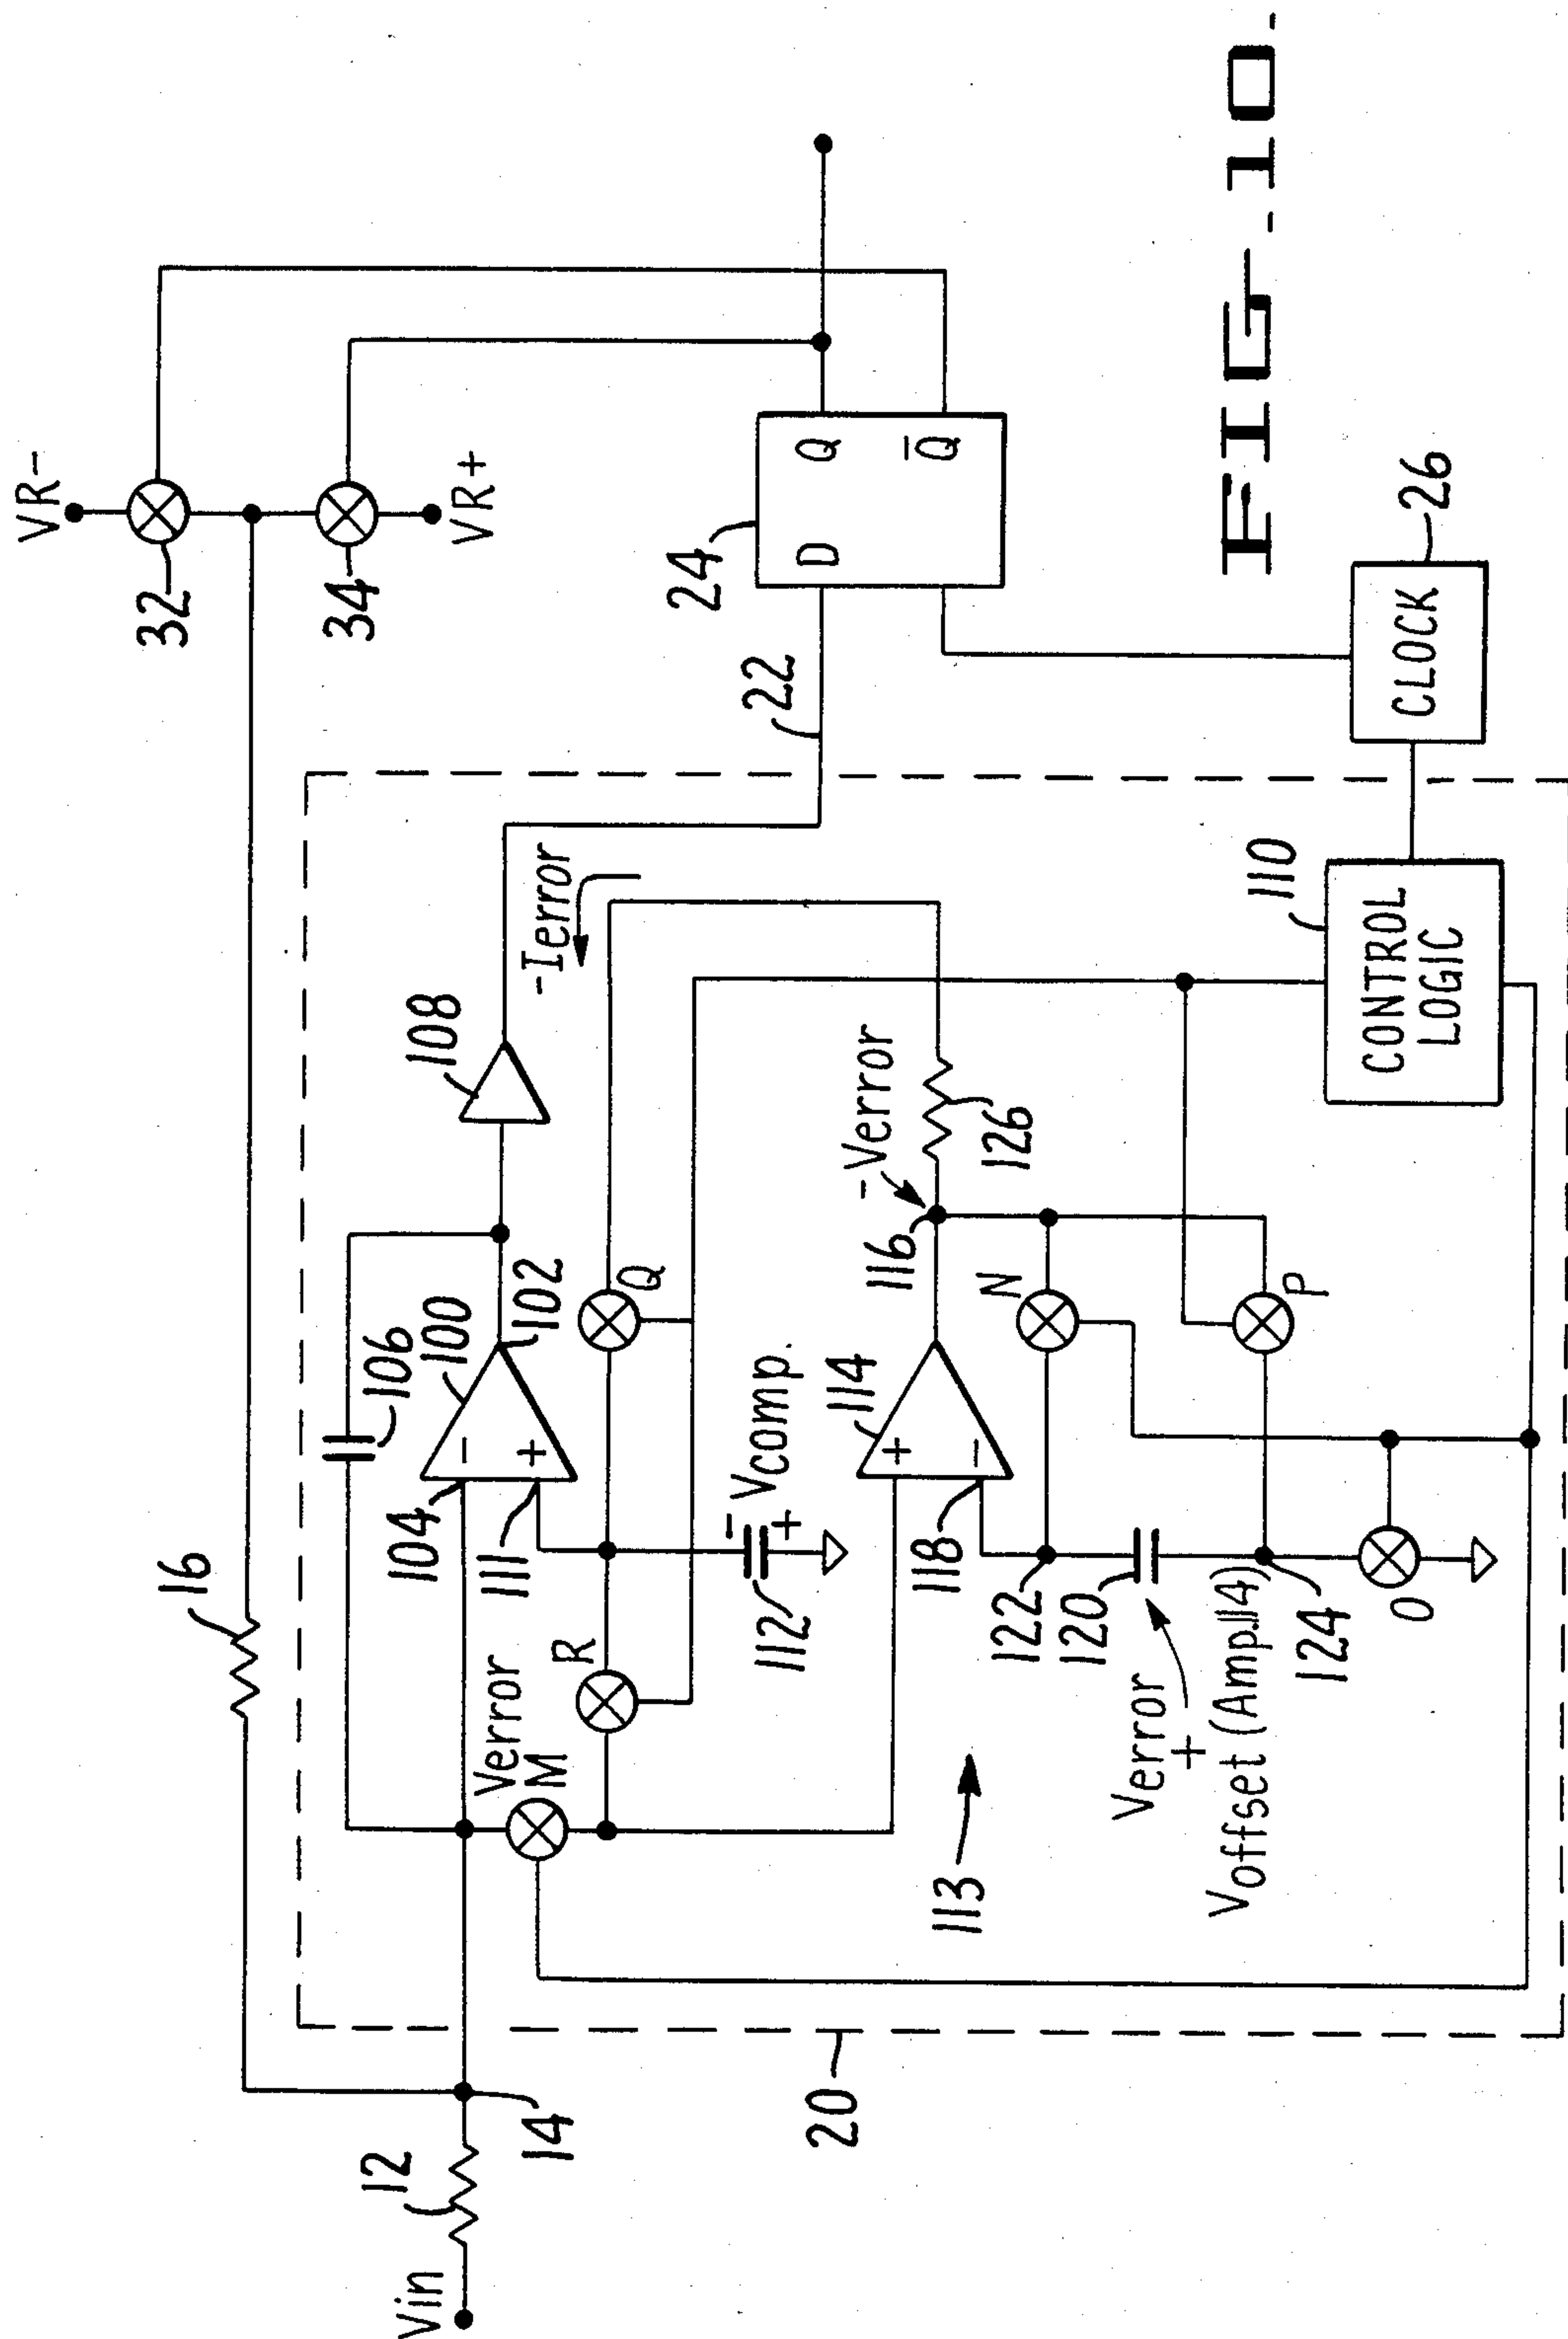 VR-
32
34
VR+
16
24
D
Q
Q̅
22
108
-Ierror
106
100
102
104
-
+
111
Q
Verror
M
R
112
-
Vcomp.
+
114
+
-
118
116
-Verror
126
N
P
O
122
120
124
Verror
+
Voffset (Amp.114)
113
110
CONTROL
LOGIC
CLOCK
26
Vin
12
14
20
FIG-10-